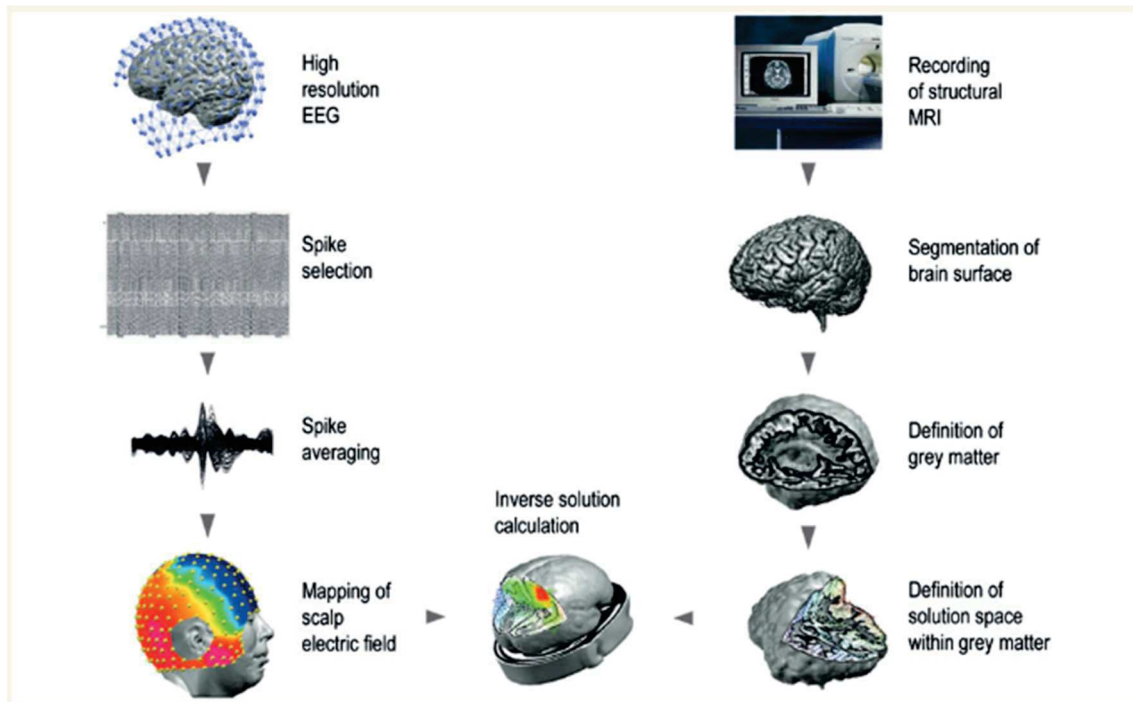 High
resolution
EEG
Spike
selection
Spike
averaging
Mapping of
scalp
electric field
Inverse solution
calculation
Recording
of structural
MRI
Segmentation of
brain surface
Definition of
grey matter
Definition of
solution space
within grey matter